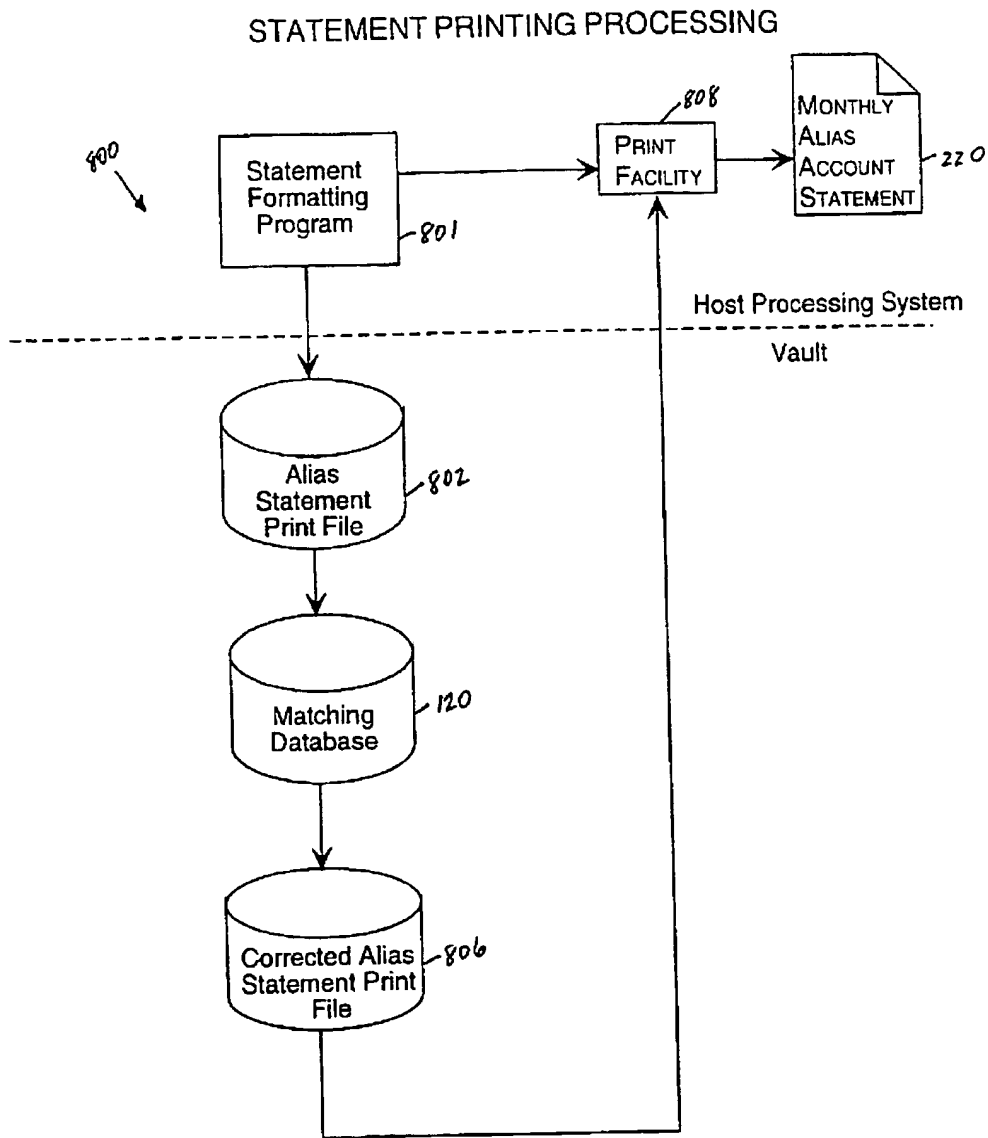 STATEMENT PRINTING PROCESSING
800
Statement
Formatting
Program
801
808
PRINT
FACILITY
MONTHLY
ALIAS
ACCOUNT
STATEMENT
220
Host Processing System
Vault
Alias
Statement
Print File
802
Matching
Database
120
Corrected Alias
Statement Print
File
806